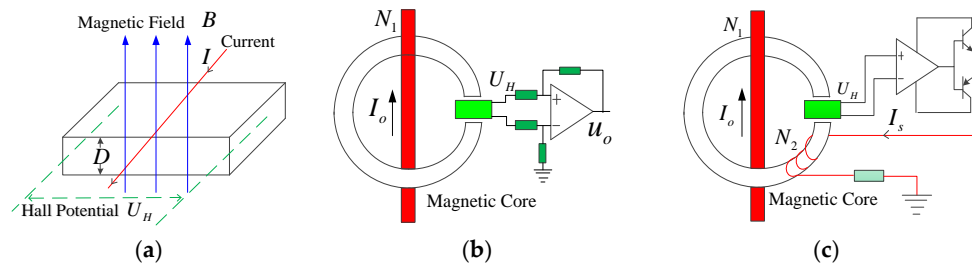 Magnetic Field B
I Current
D
Hall Potential U_H
(a)
N_1
I_o
U_H
+
−
u_o
Magnetic Core
(b)
N_1
I_o
U_H
+
−
I_s
N_2
Magnetic Core
(c)